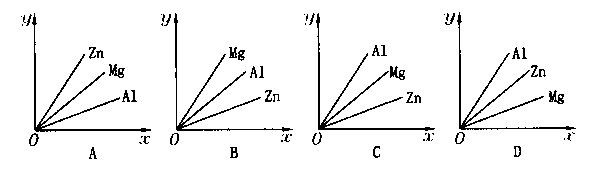 y Zn Mg Al O x A
y Mg Al Zn O x B
y Al Mg Zn O x C
y Al Zn Mg O x D